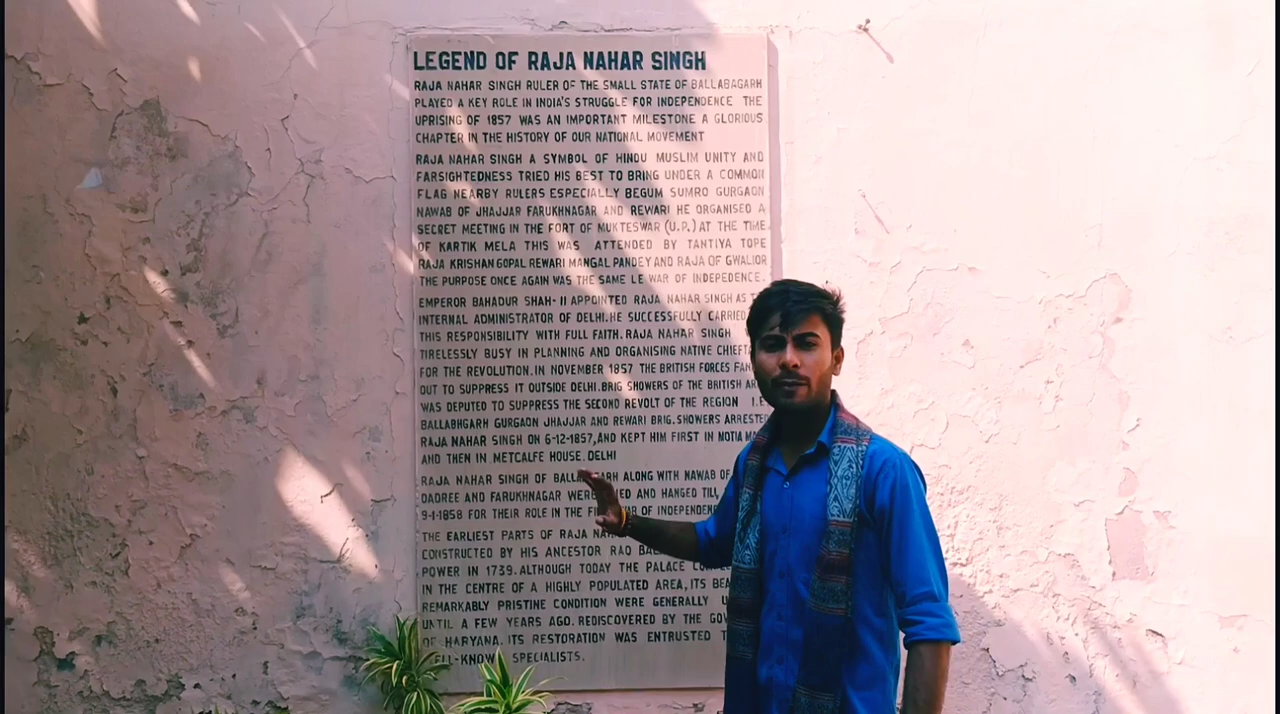 LEGEND OF RAJA NAHAR SINGH
RAJA NAHAR SINGH RULER OF THE SMALL STATE OF BALLABAGARH
PLAYED A KEY ROLE IN INDIA'S STRUGGLE FOR INDEPENDENCE THE
UPRISING OF 1857 WAS AN IMPORTANT MILESTONE A GLORIOUS
CHAPTER IN THE HISTORY OF OUR NATIONAL MOVEMENT
RAJA NAHAR SINGH A SYMBOL OF HINDU MUSLIM UNITY AND
FARSIGHTEDNESS TRIED HIS BEST TO BRING UNDER A COMMON
FLAG NEARBY RULERS ESPECIALLY BEGUM SUMRO GURGAON
NAWAB OF JHAJJAR FARUKHNAGAR AND REWARI HE ORGANISED A
SECRET MEETING IN THE FORT OF MUKTESWAR (U.P.) AT THE TIME
OF KARTIK MELA THIS WAS ATTENDED BY TANTIYA TOPE
RAJA KRISHAN GOPAL REWARI MANGAL PANDEY AND RAJA OF GWALIOR
THE PURPOSE ONCE AGAIN WAS THE SAME I.E WAR OF INDEPEDENCE.
EMPEROR BAHADUR SHAH-II APPOINTED RAJA NAHAR SINGH AS
INTERNAL ADMINISTRATOR OF DELHI. HE SUCCESSFULLY CARRIED
THIS RESPONSIBILITY WITH FULL FAITH. RAJA NAHAR SINGH
TIRELESSLY BUSY IN PLANNING AND ORGANISING NATIVE
FOR THE REVOLUTION. IN NOVEMBER 1857 THE BRITISH FORCES
OUT TO SUPPRESS IT OUTSIDE DELHI. BRIG SHOWERS OF THE BRITISH
WAS DEPUTED TO SUPPRESS THE SECOND REVOLT OF THE REGION I.E
BALLABHGARH GURGAON JHAJJAR AND REWARI BRIG. SHOWERS ARRESTED
RAJA NAHAR SINGH ON 6-12-1857, AND KEPT HIM FIRST IN MOTIA
AND THEN IN METCALFE HOUSE. DELHI
RAJA NAHAR SINGH OF ALONG WITH NAWAB OF
DADREE AND FARUKHNAGAR WERE AND HANGED
9-1-1858 FOR THEIR ROLE IN THE WAR OF
THE EARLIEST PARTS OF RAJA
CONSTRUCTED BY HIS ANCESTOR RAO
POWER IN 1739. ALTHOUGH TODAY THE PALACE
IN THE CENTRE OF A HIGHLY POPULATED AREA, ITS
REMARKABLY PRISTINE CONDITION WERE GENERALLY
UNTIL A FEW YEARS AGO. REDISCOVERED BY THE
OF HARYANA. ITS RESTORATION WAS ENTRUSTED
SPECIALISTS.